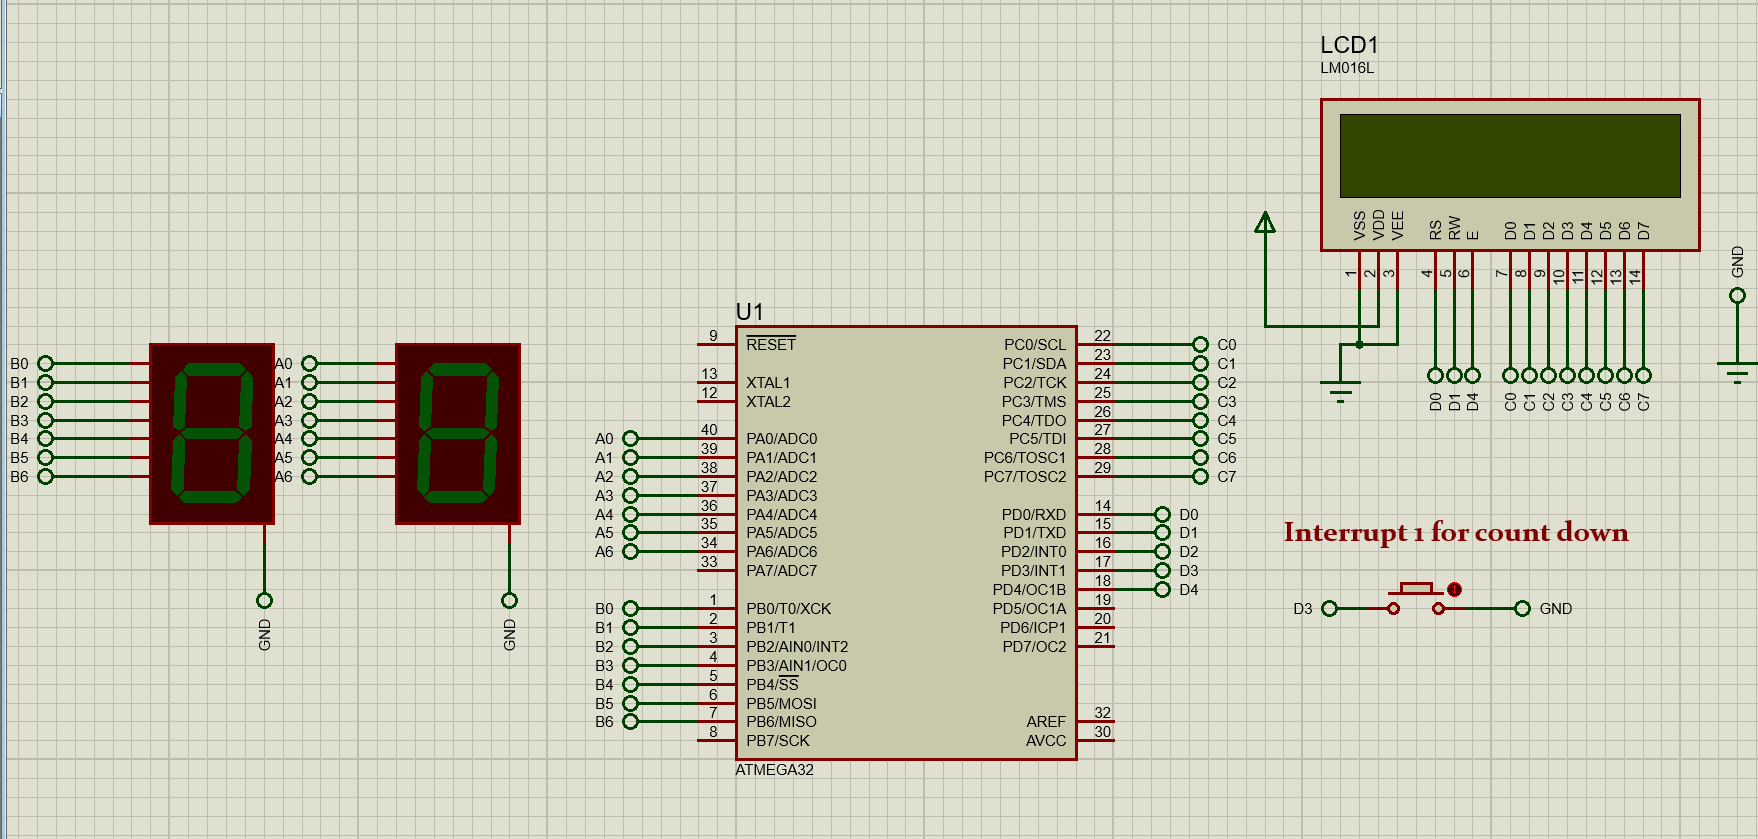 LCD1
LM016L
VSS
VDD
VEE
RS
RW
E
D0
D1
D2
D3
D4
D5
D6
D7
1
2
3
4
5
6
7
8
9
10
11
12
13
14
D0
D1
D4
C0
C1
C2
C3
C4
C5
C6
C7
GND
B0
B1
B2
B3
B4
B5
B6
GND
A0
A1
A2
A3
A4
A5
A6
GND
U1
9 RESET
13 XTAL1
12 XTAL2
A0 40 PA0/ADC0
A1 39 PA1/ADC1
A2 38 PA2/ADC2
A3 37 PA3/ADC3
A4 36 PA4/ADC4
A5 35 PA5/ADC5
A6 34 PA6/ADC6
33 PA7/ADC7
B0 1 PB0/T0/XCK
B1 2 PB1/T1
B2 3 PB2/AIN0/INT2
B3 4 PB3/AIN1/OC0
B4 5 PB4/SS
B5 6 PB5/MOSI
B6 7 PB6/MISO
8 PB7/SCK
PC0/SCL 22 C0
PC1/SDA 23 C1
PC2/TCK 24 C2
PC3/TMS 25 C3
PC4/TDO 26 C4
PC5/TDI 27 C5
PC6/TOSC1 28 C6
PC7/TOSC2 29 C7
PD0/RXD 14 D0
PD1/TXD 15 D1
PD2/INT0 16 D2
PD3/INT1 17 D3
PD4/OC1B 18 D4
PD5/OC1A 19
PD6/ICP1 20
PD7/OC2 21
AREF 32
AVCC 30
ATMEGA32
Interrupt 1 for count down
D3
GND